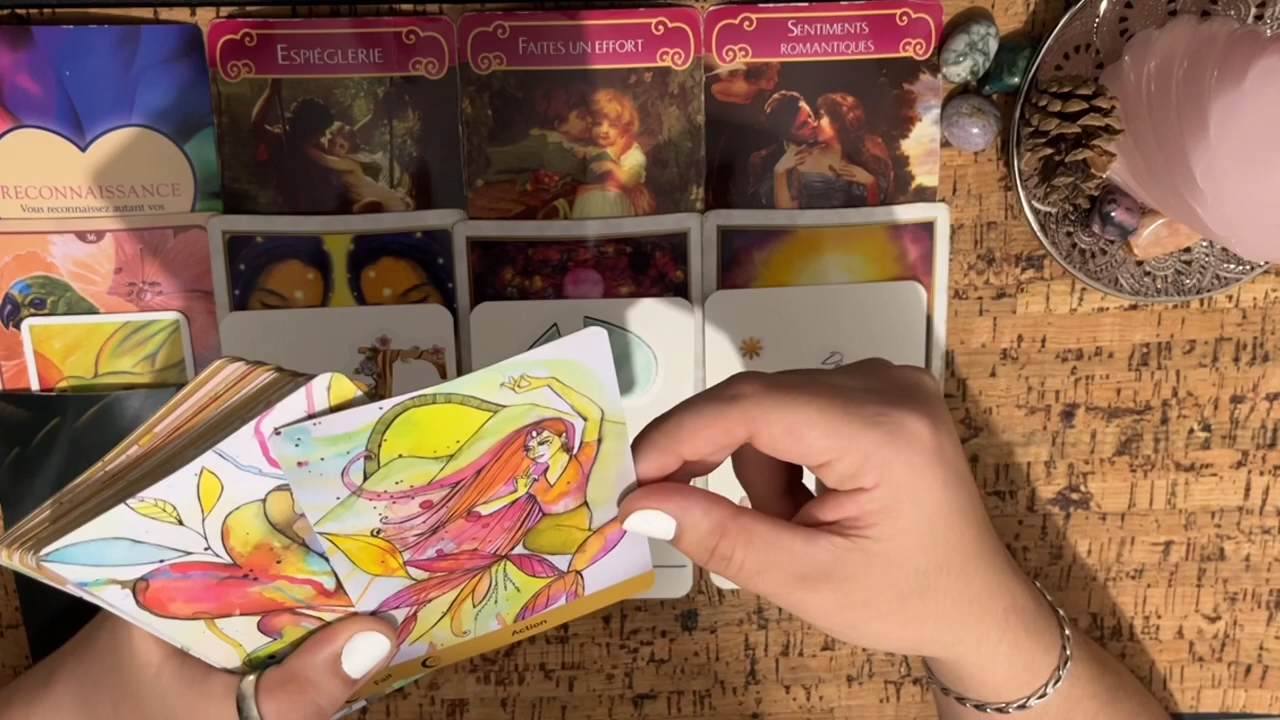 ESPIÈGLERIE
FAITES UN EFFORT
SENTIMENTS
ROMANTIQUES
RECONNAISSANCE
Vous reconnaissez autant vos
36
Action